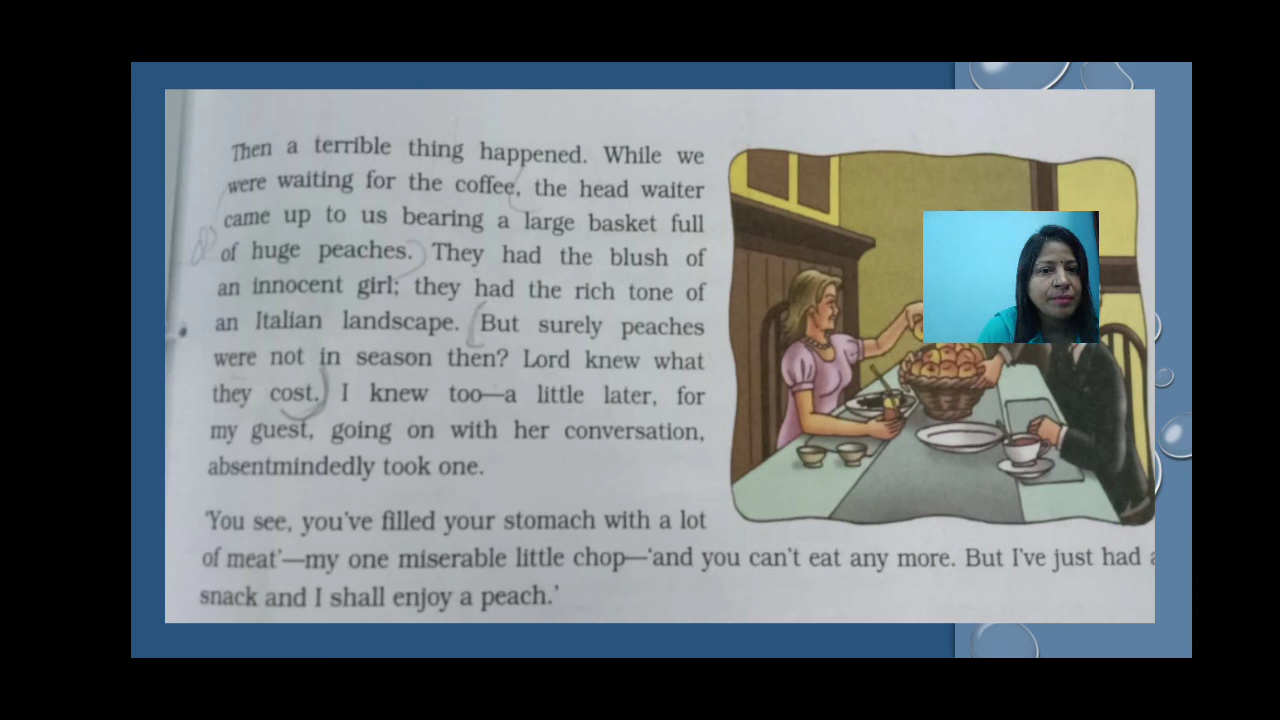 Then a terrible thing happened. While we
were waiting for the coffee, the head waiter
came up to us bearing a large basket full
of huge peaches. They had the blush of
an innocent girl; they had the rich tone of
an Italian landscape. But surely peaches
were not in season then? Lord knew what
they cost. I knew too—a little later, for
my guest, going on with her conversation,
absentmindedly took one.
'You see, you've filled your stomach with a lot
of meat'—my one miserable little chop—'and you can't eat any more. But I've just had a
snack and I shall enjoy a peach.'